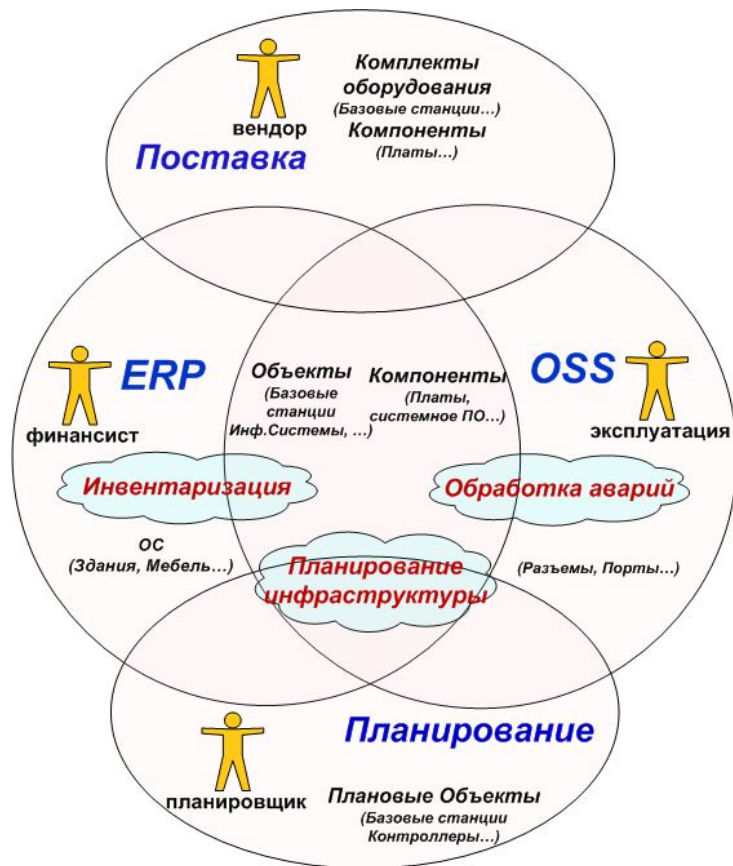 Комплекты
оборудования
(Базовые станции...)
Компоненты
(Платы...)
вендор
Поставка
ERP
финансист
Объекты
(Базовые
станции
Инф.Системы, ...)
Компоненты
(Платы,
системное ПО...)
OSS
эксплуатация
Инвентаризация
Обработка аварий
ОС
(Здания, Мебель...)
Планирование
инфраструктуры
(Разъемы, Порты...)
Планирование
планировщик
Плановые Объекты
(Базовые станции
Контроллеры...)